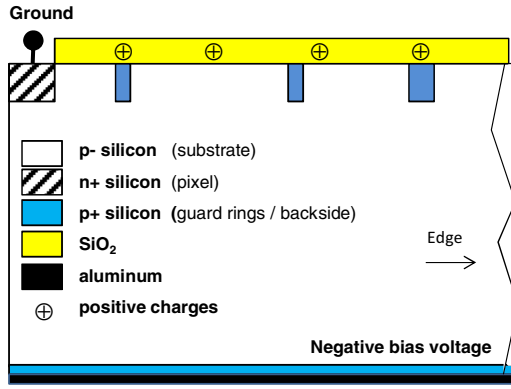 Ground
p- silicon (substrate)
n+ silicon (pixel)
p+ silicon (guard rings / backside)
SiO₂
Edge
aluminum
positive charges
Negative bias voltage